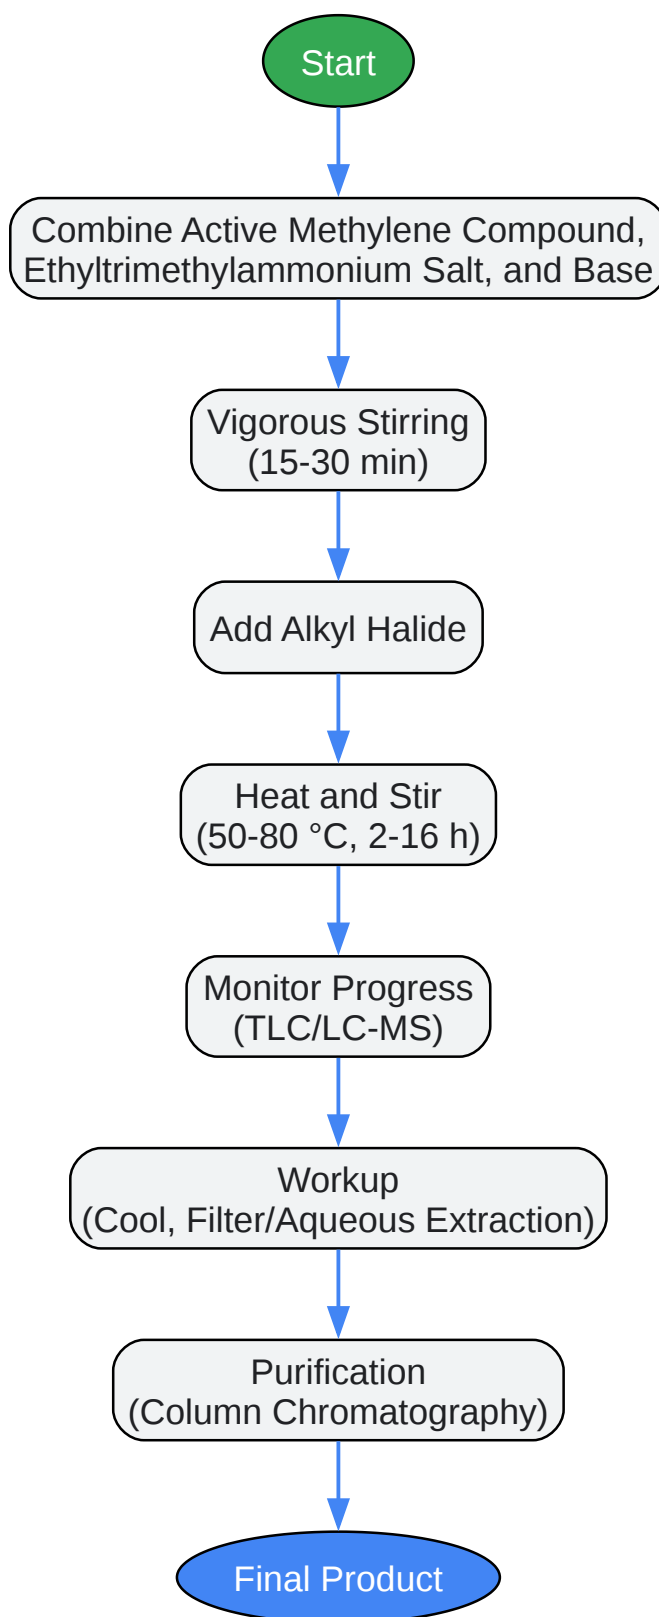 Start
Combine Active Methylene Compound,
Ethyltrimethylammonium Salt, and Base
Vigorous Stirring
(15-30 min)
Add Alkyl Halide
Heat and Stir
(50-80 °C, 2-16 h)
Monitor Progress
(TLC/LC-MS)
Workup
(Cool, Filter/Aqueous Extraction)
Purification
(Column Chromatography)
Final Product